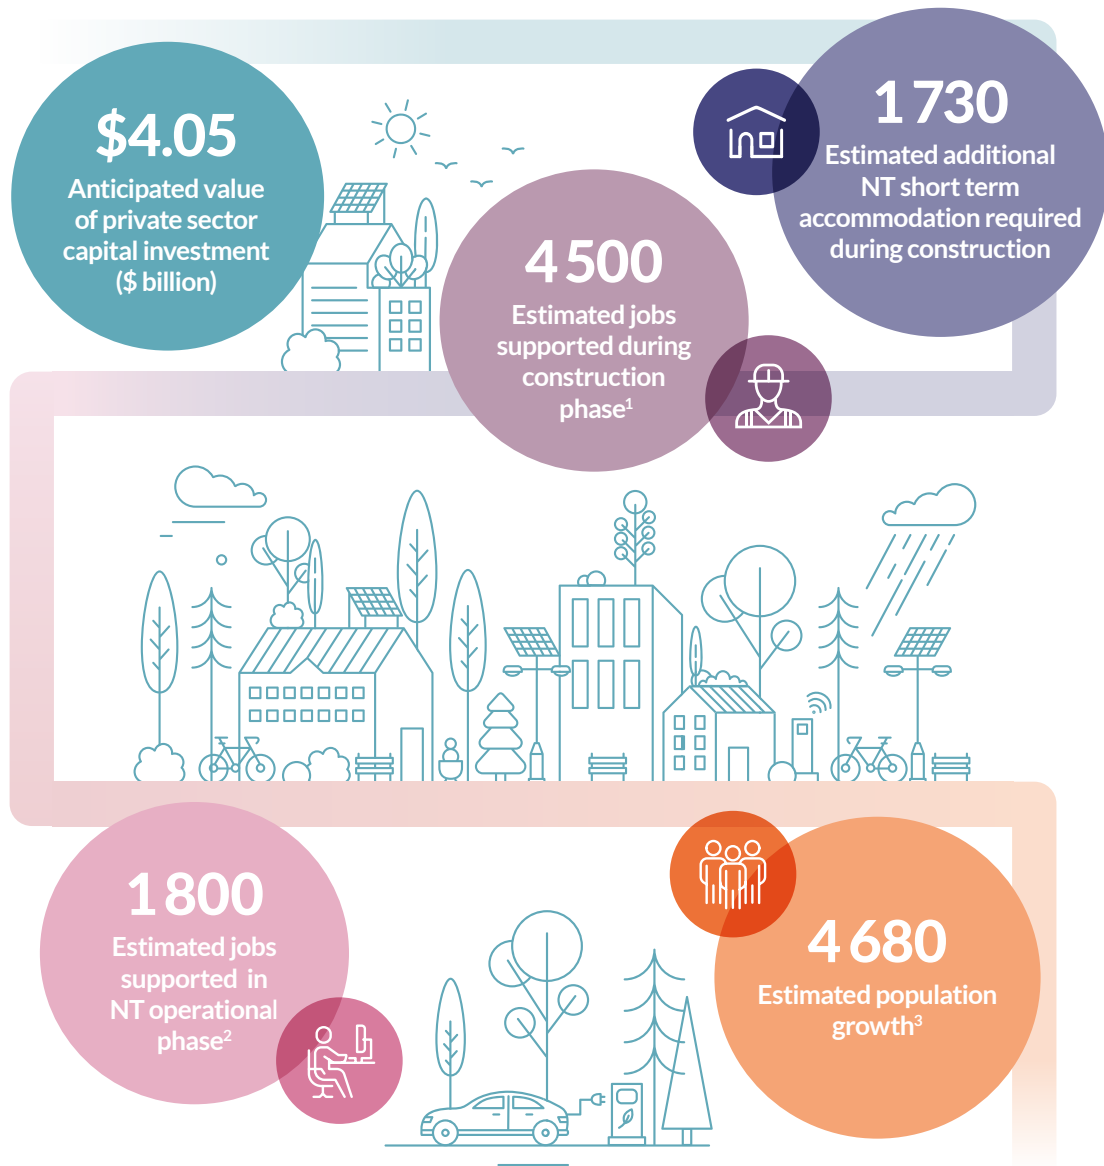 $4.05
Anticipated value
of private sector
capital investment
($ billion)
1 730
Estimated additional
NT short term
accommodation required
during construction
4 500
Estimated jobs
supported during
construction
phase1
1 800
Estimated jobs
supported in
NT operational
phase2
4 680
Estimated population
growth3